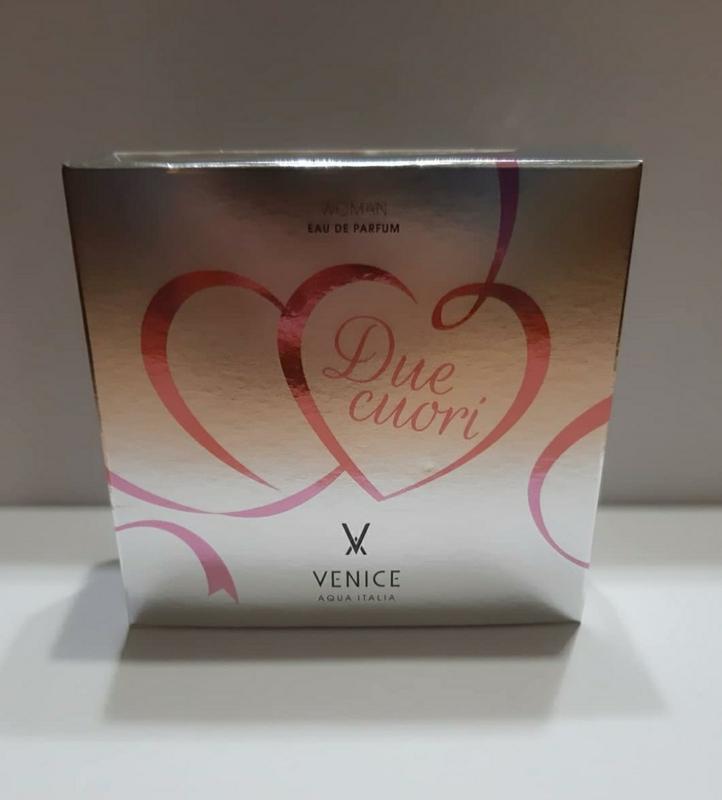 WOMAN
EAU DE PARFUM
Due
cuori
VENICE
AQUA ITALIA